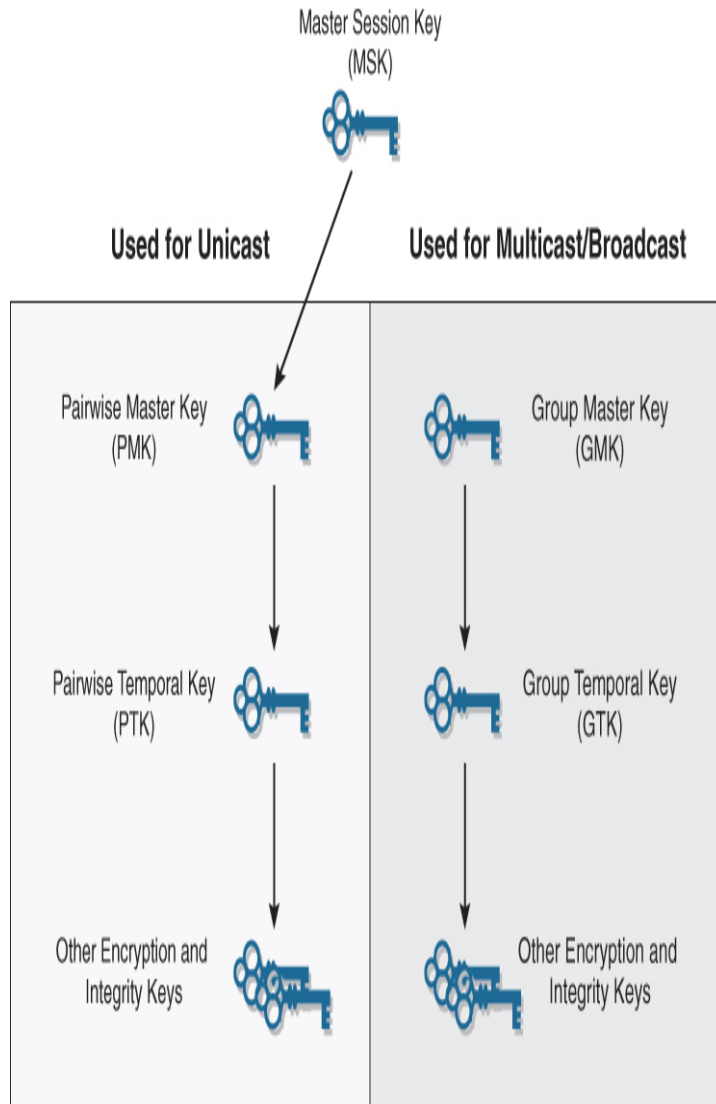 Master Session Key
(MSK)
Used for Unicast
Used for Multicast/Broadcast
Pairwise Master Key
(PMK)
Group Master Key
(GMK)
Pairwise Temporal Key
(PTK)
Group Temporal Key
(GTK)
Other Encryption and
Integrity Keys
Other Encryption and
Integrity Keys